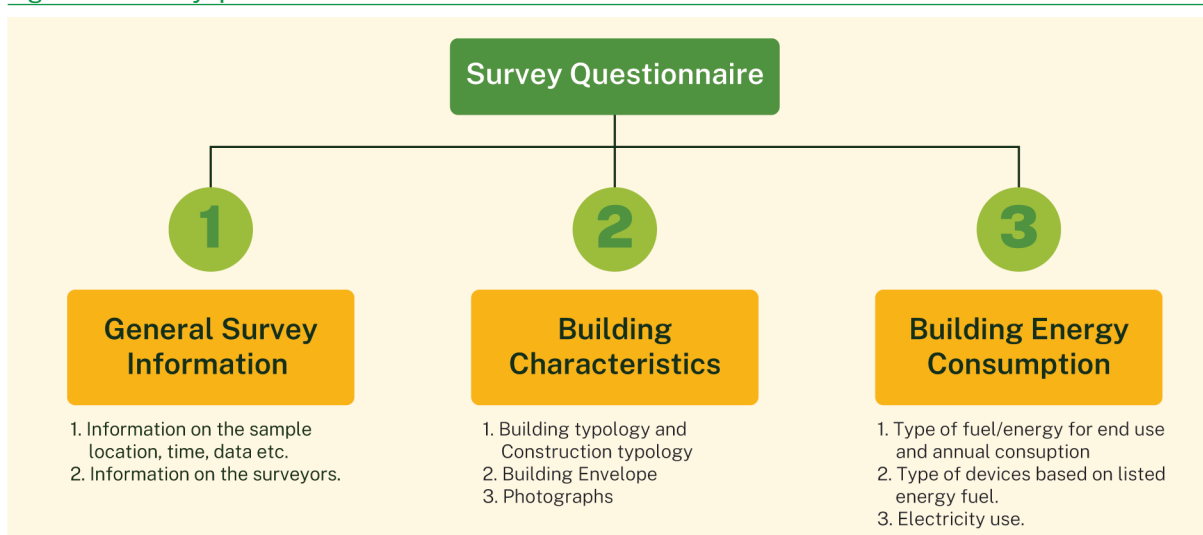 Survey Questionnaire
1
2
3
General Survey
Information
Building
Characteristics
Building Energy
Consumption
1. Information on the sample
location, time, data etc.
2. Information on the surveyors.
1. Building typology and
Construction typology
2. Building Envelope
3. Photographs
1. Type of fuel/energy for end use
and annual consuption
2. Type of devices based on listed
energy fuel.
3. Electricity use.